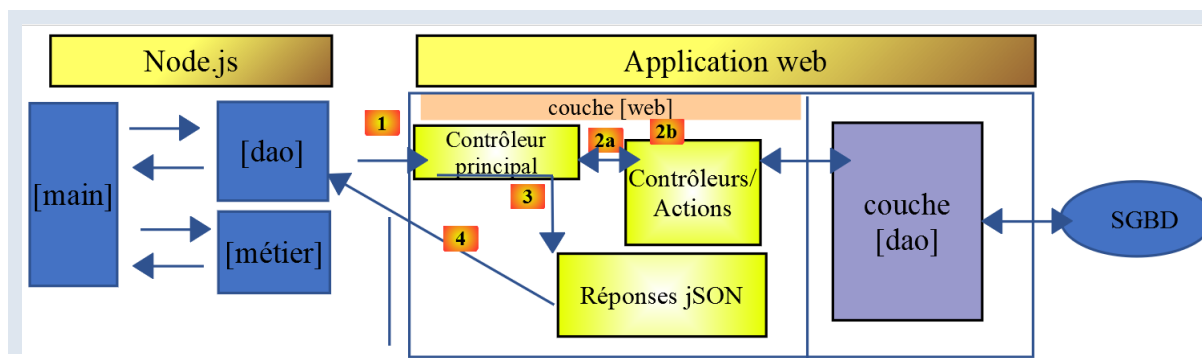 Node.js
Application web
couche [web]
[main]
[dao]
[métier]
1
Contrôleur
principal
2a
2b
Contrôleurs/
Actions
3
4
Réponses jSON
couche
[dao]
SGBD